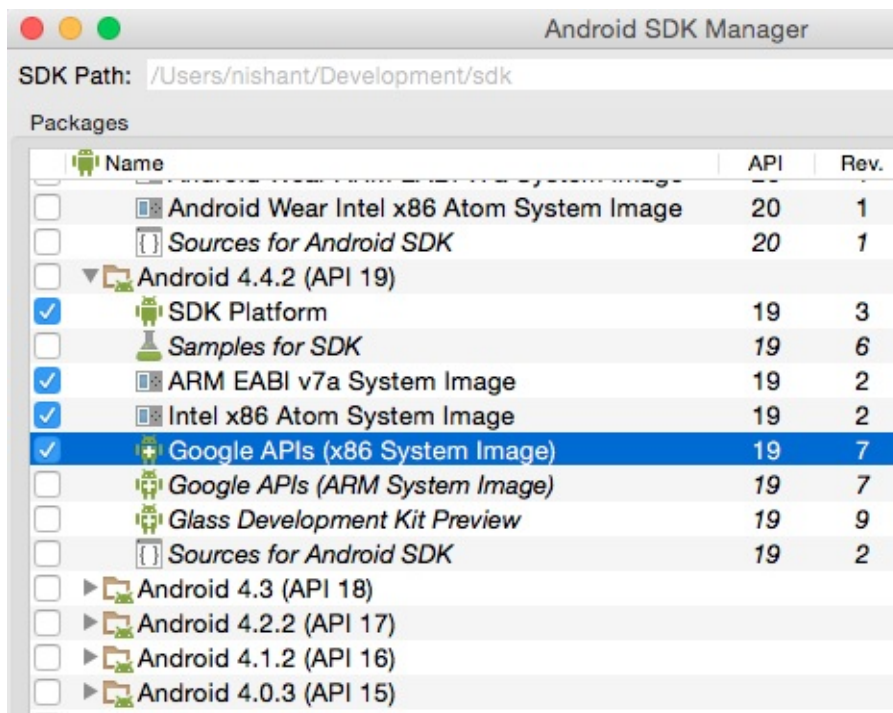 Android SDK Manager
SDK Path: /Users/nishant/Development/sdk
Packages
Name API Rev.
Android Wear Intel x86 Atom System Image 20 1
Sources for Android SDK 20 1
Android 4.4.2 (API 19)
SDK Platform 19 3
Samples for SDK 19 6
ARM EABI v7a System Image 19 2
Intel x86 Atom System Image 19 2
Google APIs (x86 System Image) 19 7
Google APIs (ARM System Image) 19 7
Glass Development Kit Preview 19 9
Sources for Android SDK 19 2
Android 4.3 (API 18)
Android 4.2.2 (API 17)
Android 4.1.2 (API 16)
Android 4.0.3 (API 15)